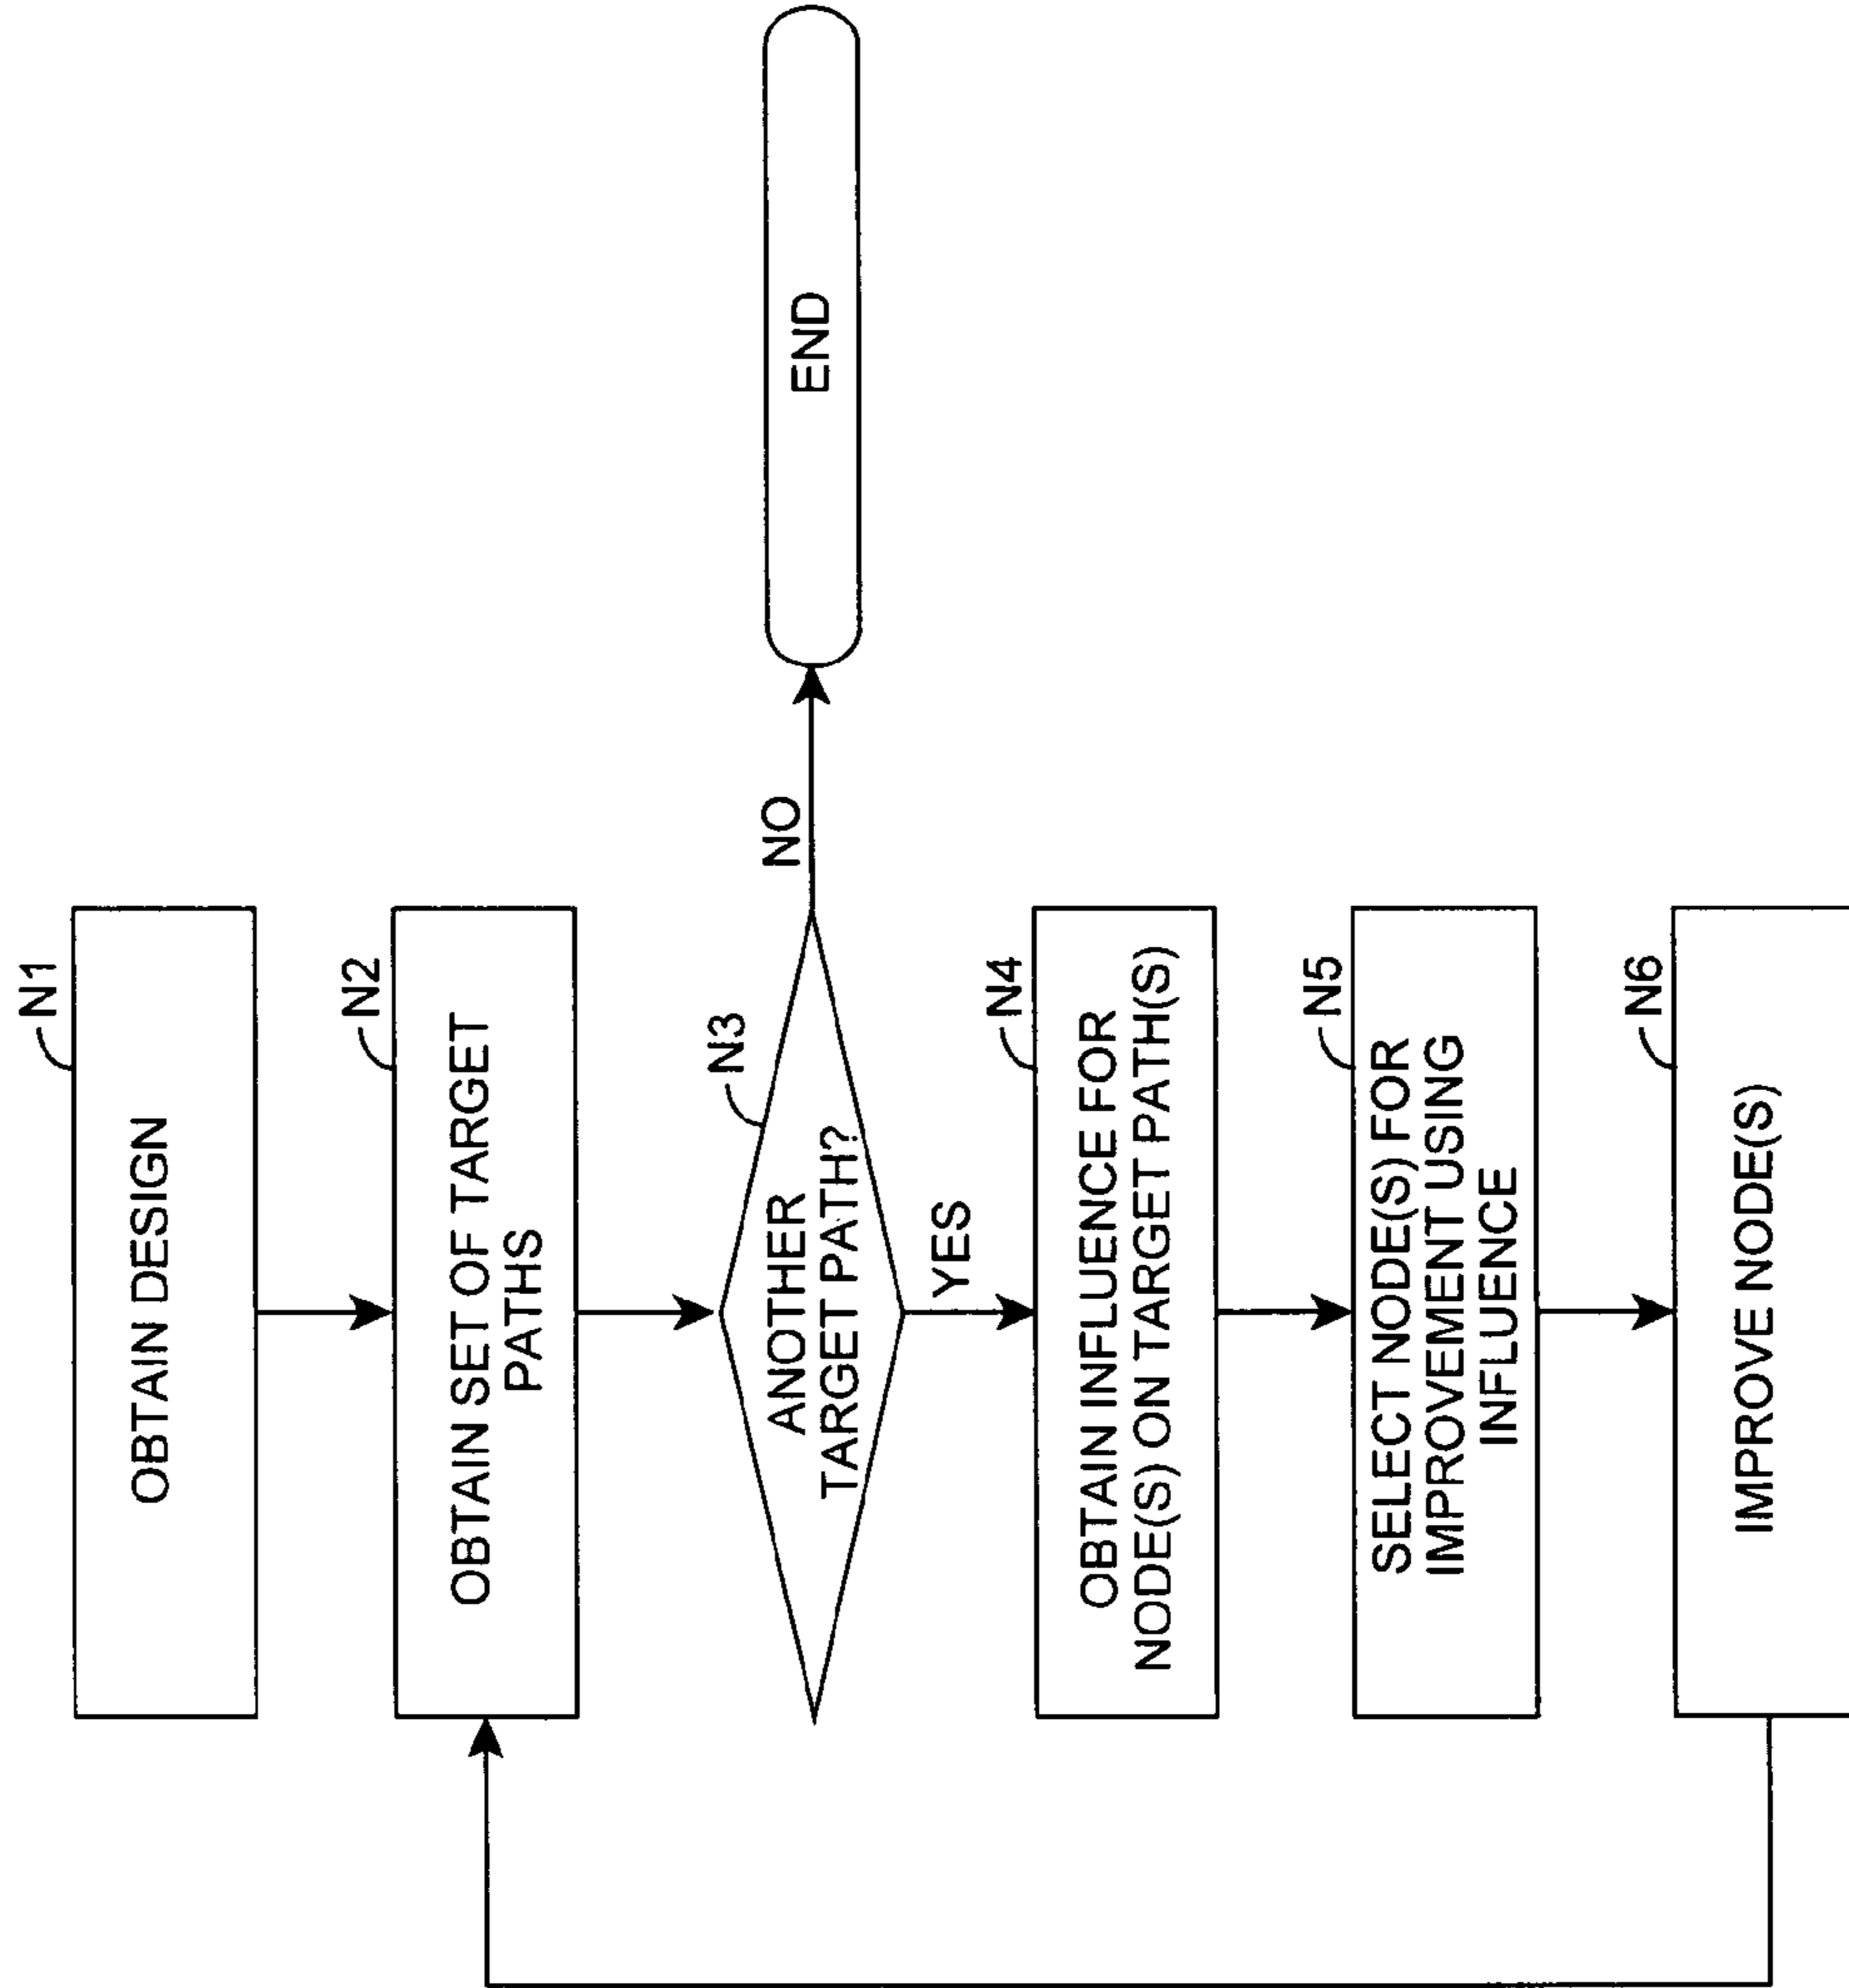 N1
OBTAIN DESIGN
N2
OBTAIN SET OF TARGET
PATHS
N3
ANOTHER
TARGET PATH?
NO
END
YES
N4
OBTAIN INFLUENCE FOR
NODE(S) ON TARGET PATH(S)
N5
SELECT NODE(S) FOR
IMPROVEMENT USING
INFLUENCE
N6
IMPROVE NODE(S)